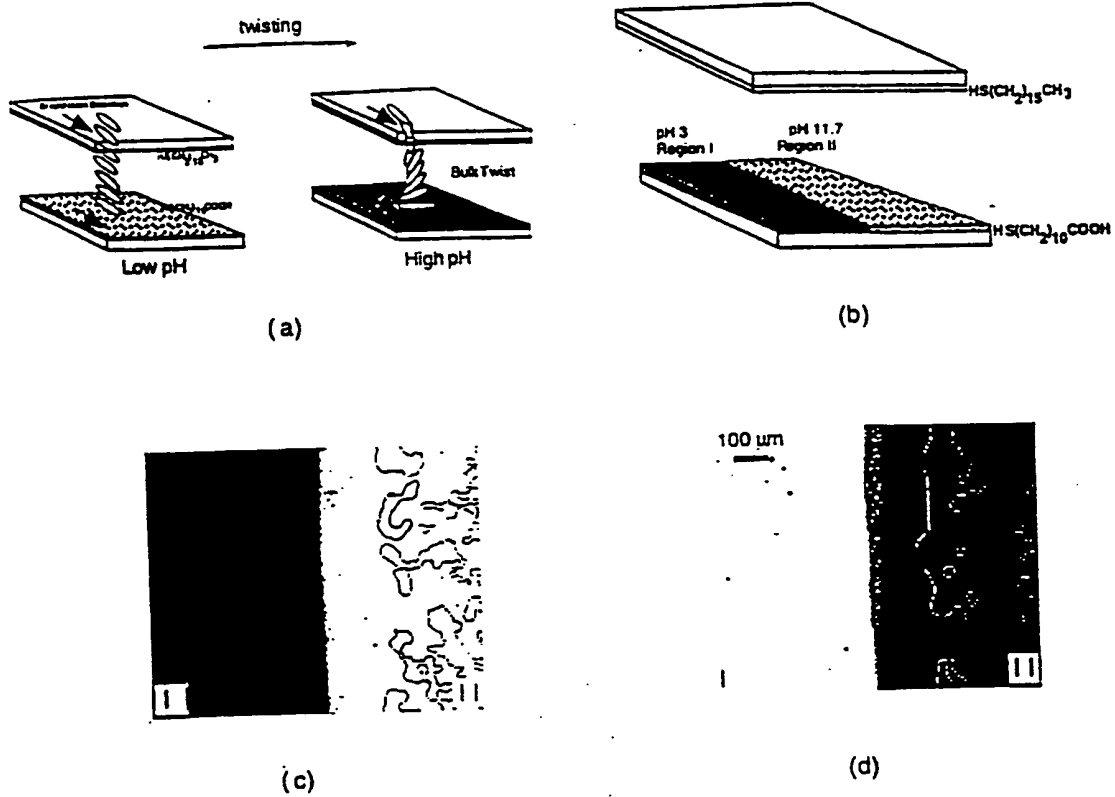 twisting
HS(CH2)15CH3
pH 3
Region I
pH 11.7
Region II
Bulk Twist
HS(CH2)10COOH
Low pH
High pH
(a)
(b)
100 µm
I
II
I
II
(c)
(d)